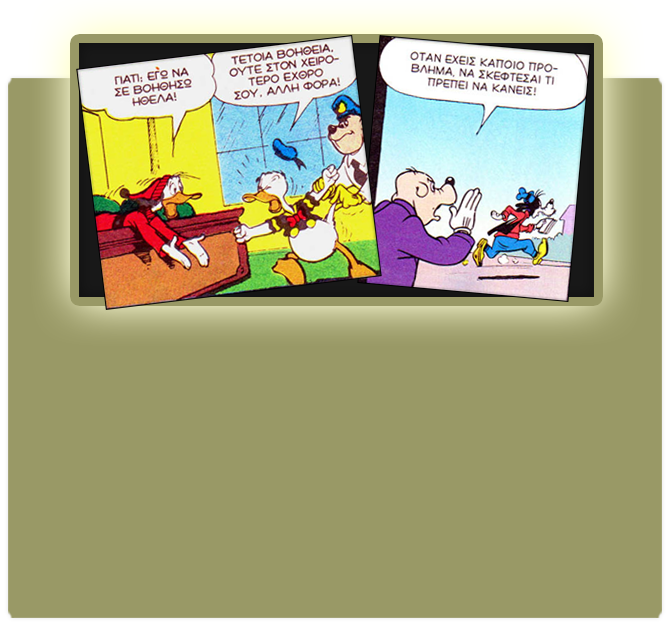 ΓΙΑΤΙ; ΕΓΩ ΝΑ
ΣΕ ΒΟΗΘΗΣΩ
ΗΘΕΛΑ!
ΤΕΤΟΙΑ ΒΟΗΘΕΙΑ,
ΟΥΤΕ ΣΤΟΝ ΧΕΙΡΟ-
ΤΕΡΟ ΕΧΘΡΟ
ΣΟΥ, ΑΛΛΗ ΦΟΡΑ!
ΟΤΑΝ ΕΧΕΙΣ ΚΑΠΟΙΟ ΠΡΟ-
ΒΛΗΜΑ, ΝΑ ΣΚΕΦΤΕΣΑΙ ΤΙ
ΠΡΕΠΕΙ ΝΑ ΚΑΝΕΙΣ!